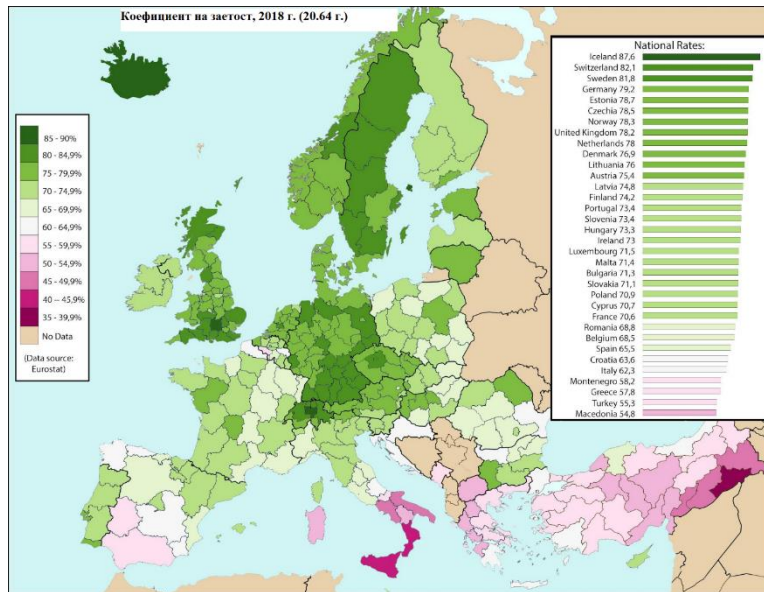 Коефициент на заетост, 2018 г. (20.64 г.)
National Rates:
Iceland 87,6
Switzerland 82,1
Sweden 81,8
Germany 79,2
Estonia 78,7
Czechia 78,5
Norway 78,3
United Kingdom 78,2
Netherlands 78
Denmark 76,9
Lithuania 76
Austria 75,4
Latvia 74,8
Finland 74,2
Portugal 73,4
Slovenia 73,4
Hungary 73,3
Ireland 73
Luxembourg 71,5
Malta 71,4
Bulgaria 71,3
Slovakia 71,1
Poland 70,9
Cyprus 70,7
France 70,6
Romania 68,8
Belgium 68,5
Spain 65,5
Croatia 63,6
Italy 62,3
Montenegro 58,2
Greece 57,8
Turkey 55,3
Macedonia 54,8
85 - 90%
80 - 84,9%
75 - 79,9%
70 - 74,9%
65 - 69,9%
60 - 64,9%
55 - 59,9%
50 - 54,9%
45 - 49,9%
40 – 45,9%
35 - 39,9%
No Data
(Data source:
Eurostat)